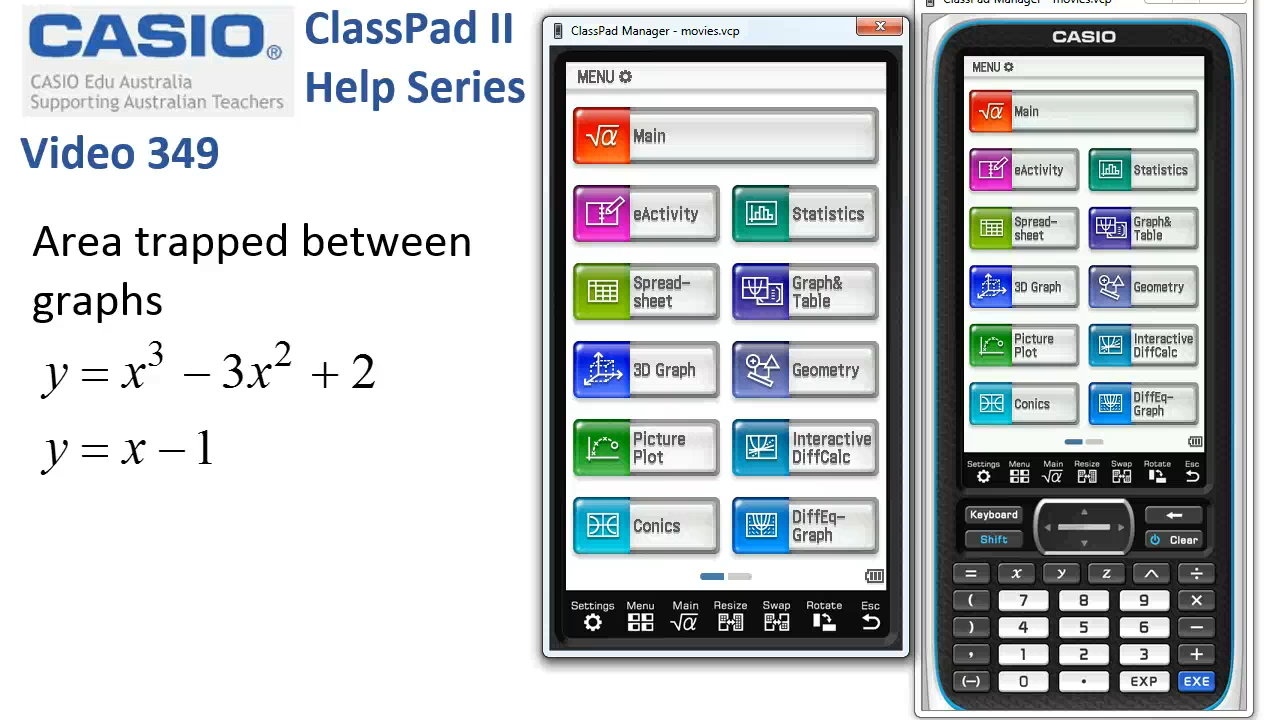 CASIO®
CASIO Edu Australia
Supporting Australian Teachers
ClassPad II
Help Series
Video 349
Area trapped between
graphs
y = x³ − 3x² + 2
y = x − 1
ClassPad Manager - movies.vcp
MENU
Main
eActivity
Statistics
Spread-
sheet
Graph&
Table
3D Graph
Geometry
Picture
Plot
Interactive
DiffCalc
Conics
DiffEq-
Graph
Settings Menu Main Resize Swap Rotate Esc
√α
ClassPad Manager - movies.vcp
CASIO
MENU
Main
eActivity
Statistics
Spread-
sheet
Graph&
Table
3D Graph
Geometry
Picture
Plot
Interactive
DiffCalc
Conics
DiffEq-
Graph
Settings Menu Main Resize Swap Rotate Esc
√α
Keyboard
Shift
Clear
= x y z ^ ÷
( 7 8 9 ×
) 4 5 6 −
, 1 2 3 +
(−) 0 • EXP EXE